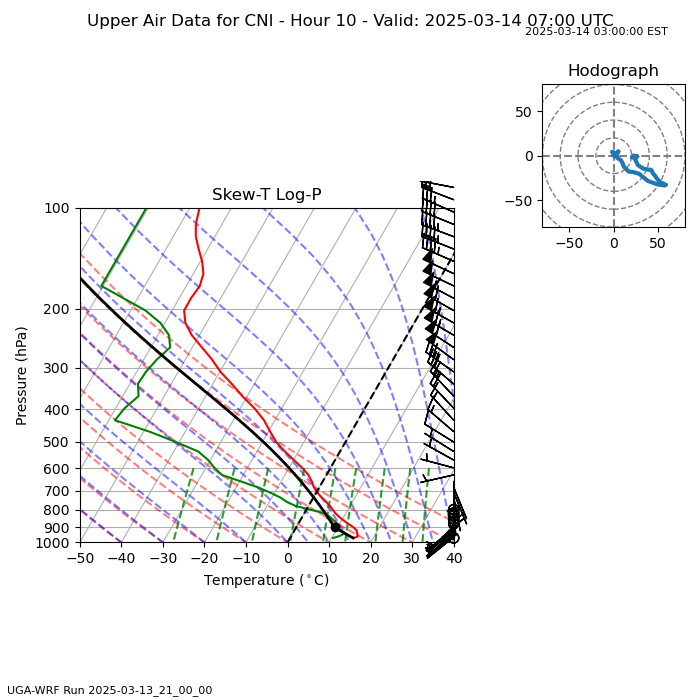 Upper Air Data for CNI - Hour 10 - Valid: 2025-03-14 07:00 UTC
2025-03-14 03:00:00 EST
Hodograph
50
0
−50
−50 0 50
Skew-T Log-P
Pressure (hPa)
100
200
300
400
500
600
700
800
900
1000
−50 −40 −30 −20 −10 0 10 20 30 40
Temperature (°C)
UGA-WRF Run 2025-03-13_21_00_00